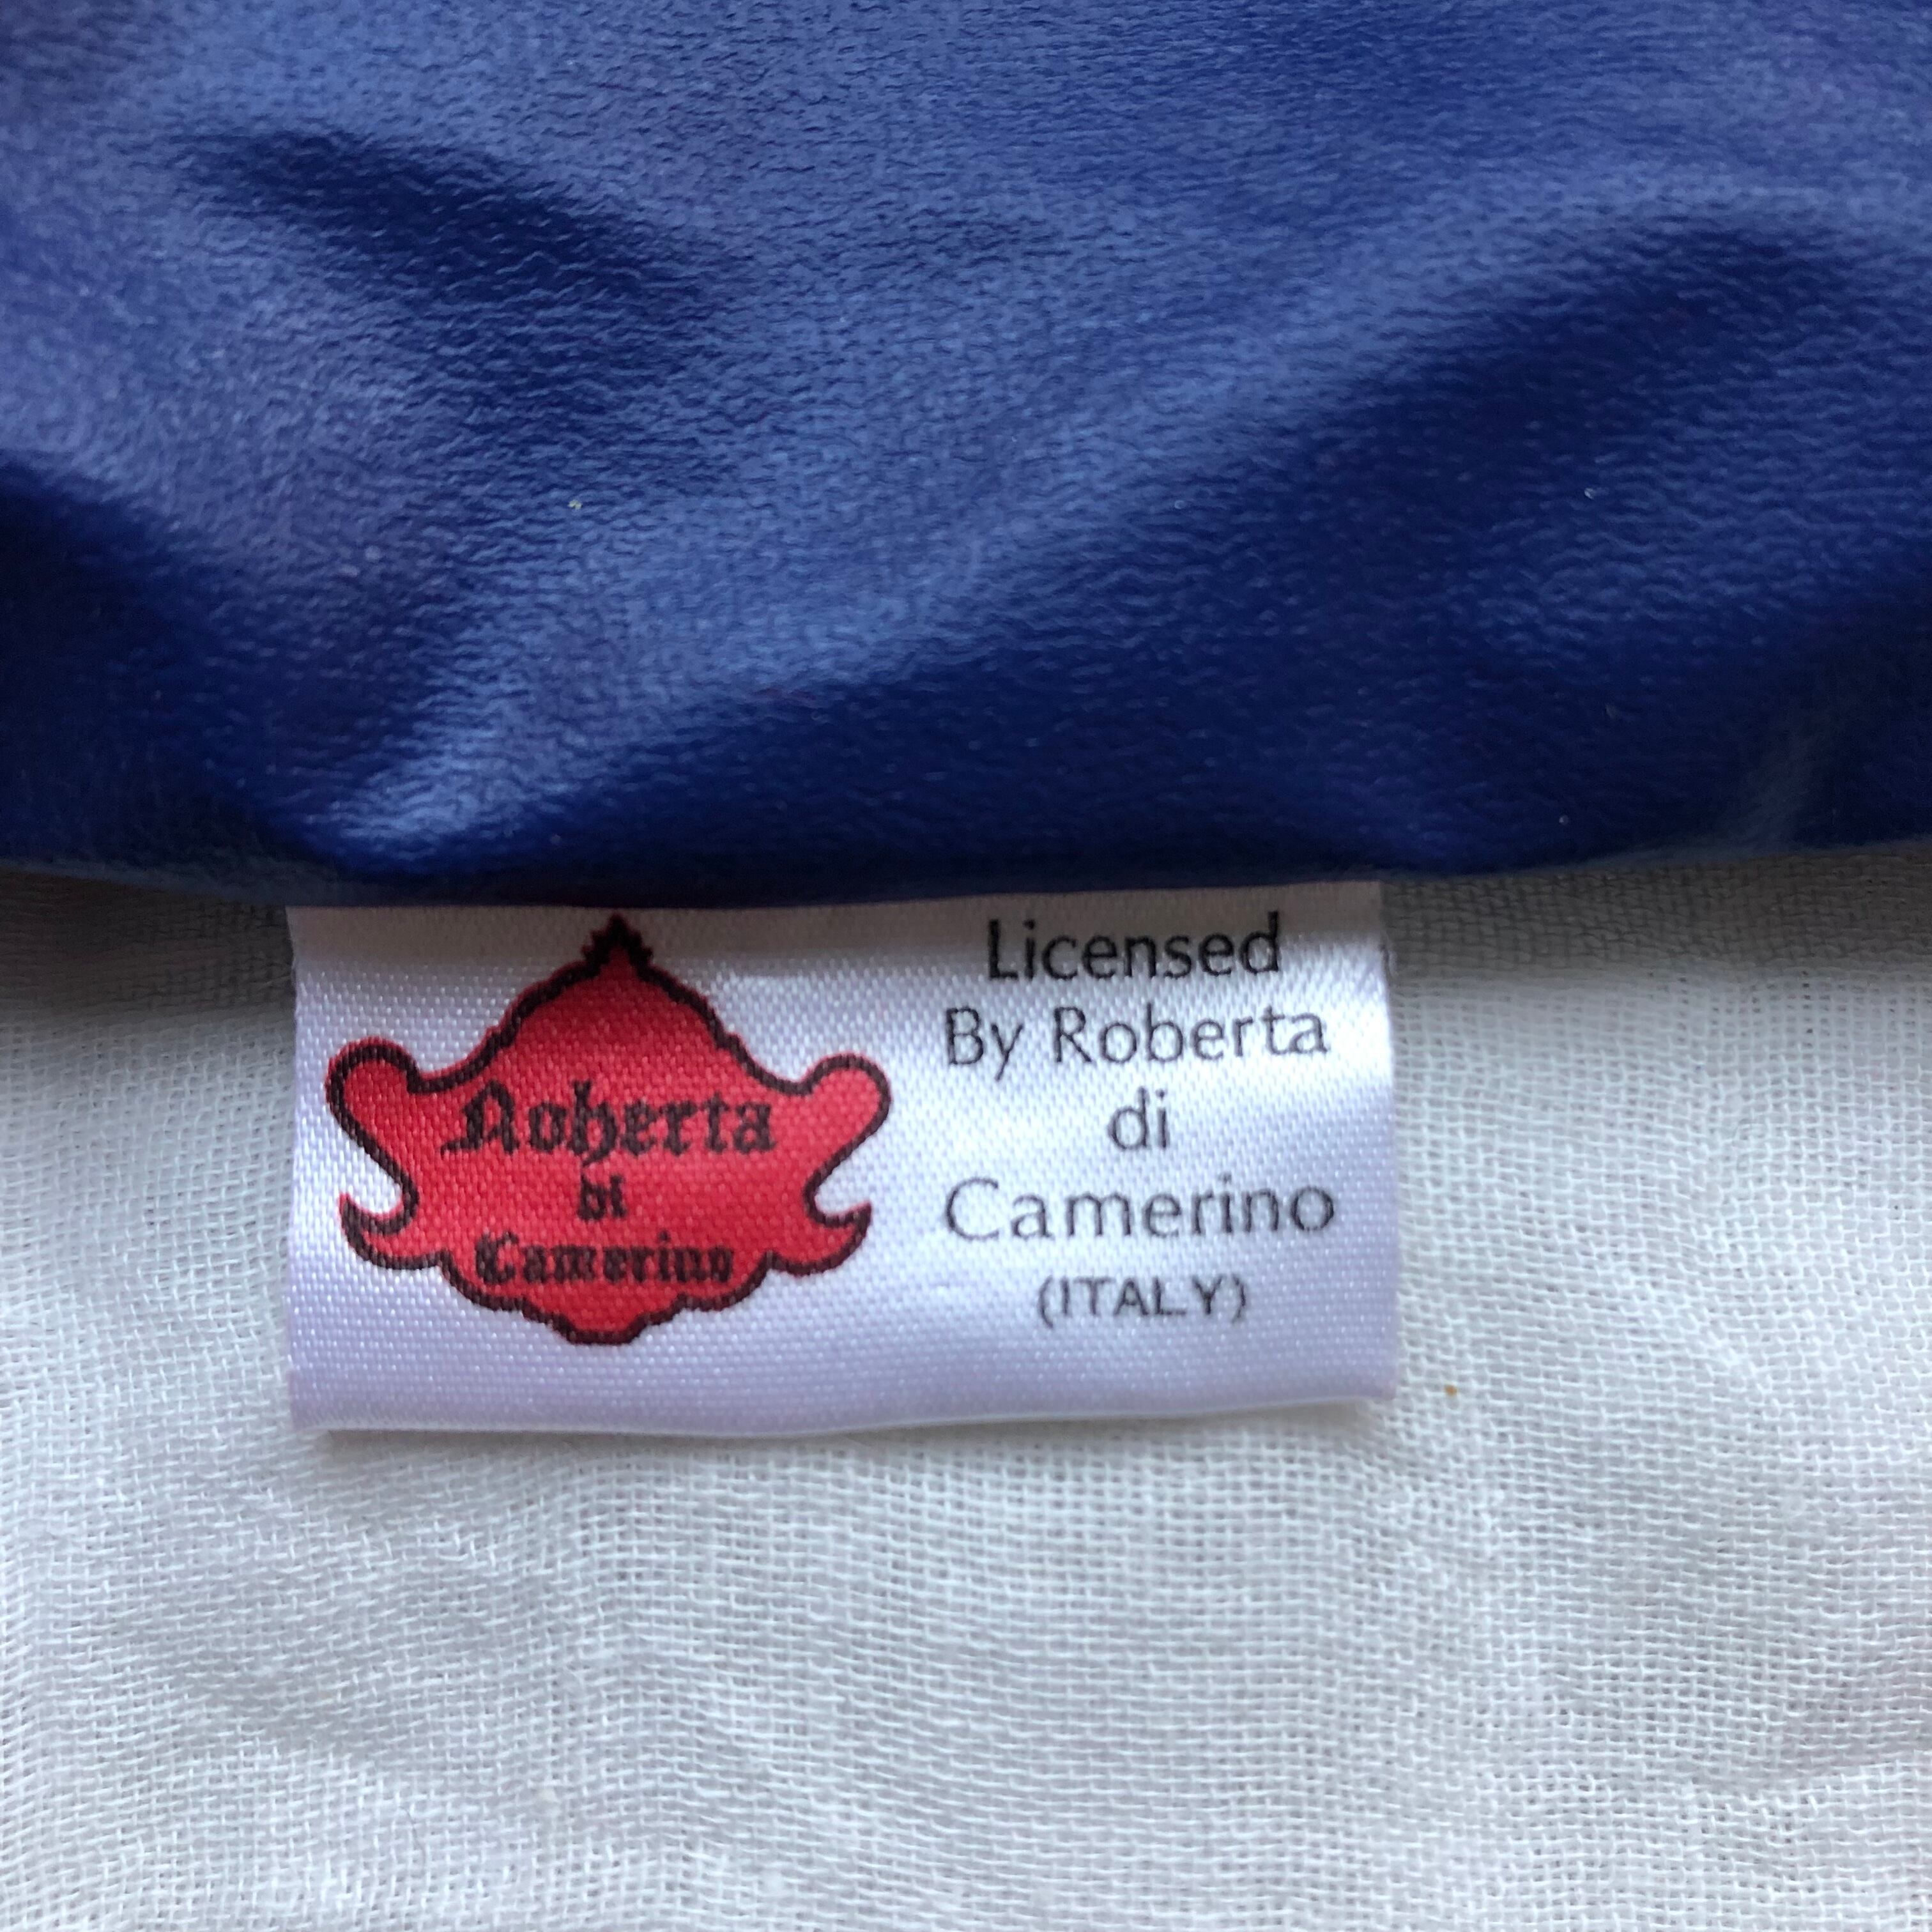 Roberta
di
Camerino
Licensed
By Roberta
di
Camerino
(ITALY)